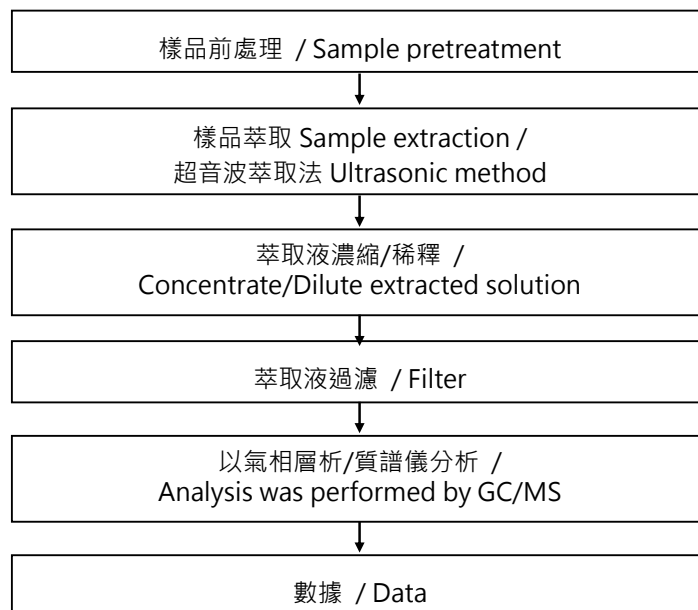 樣品前處理 / Sample pretreatment
樣品萃取 Sample extraction /
超音波萃取法 Ultrasonic method
萃取液濃縮/稀釋 /
Concentrate/Dilute extracted solution
萃取液過濾 / Filter
以氣相層析/質譜儀分析 /
Analysis was performed by GC/MS
數據 / Data